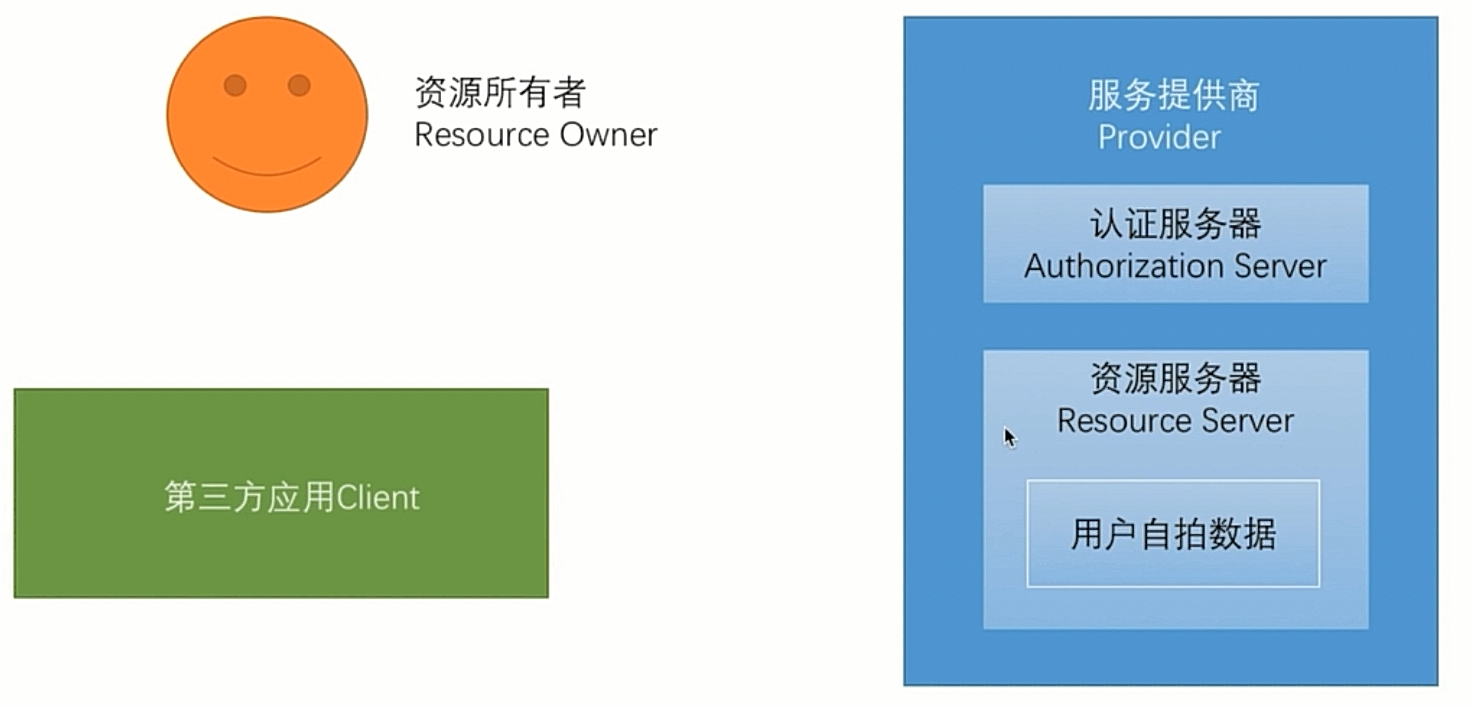 资源所有者
Resource Owner
服务提供商
Provider
认证服务器
Authorization Server
资源服务器
Resource Server
用户自拍数据
第三方应用Client